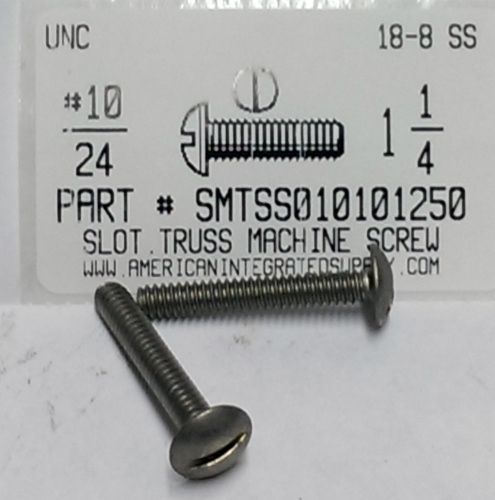 UNC 18-8 SS
#10
24
1 1/4
PART # SMTSS010101250
SLOT.TRUSS MACHINE SCREW
WWW.AMERICANINTEGRATEDSUPPLY.COM